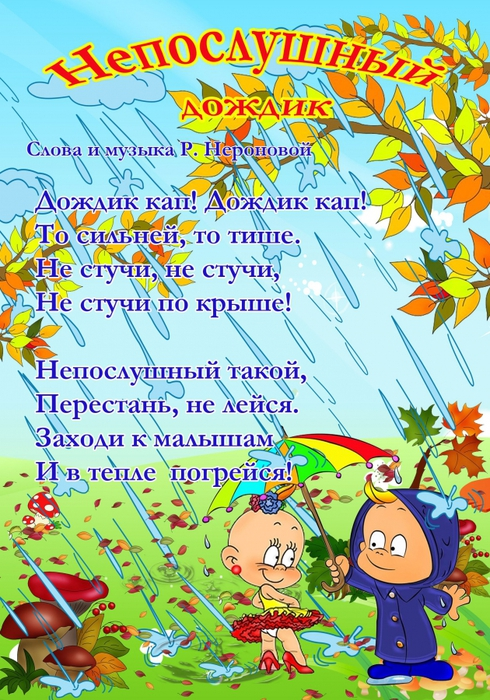 Непослушный
дождик
Слова и музыка Р. Нероновой
Дождик кап! Дождик кап!
То сильней, то тише.
Не стучи, не стучи,
Не стучи по крыше!
Непослушный такой,
Перестань, не лейся.
Заходи к малышам
И в тепле погрейся!